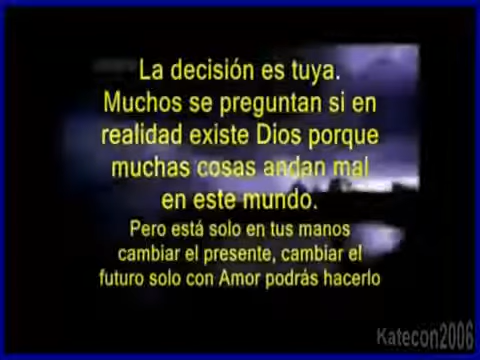 La decisión es tuya.
Muchos se preguntan si en
realidad existe Dios porque
muchas cosas andan mal
en este mundo.
Pero está solo en tus manos
cambiar el presente, cambiar el
futuro solo con Amor podrás hacerlo
Katecon2006